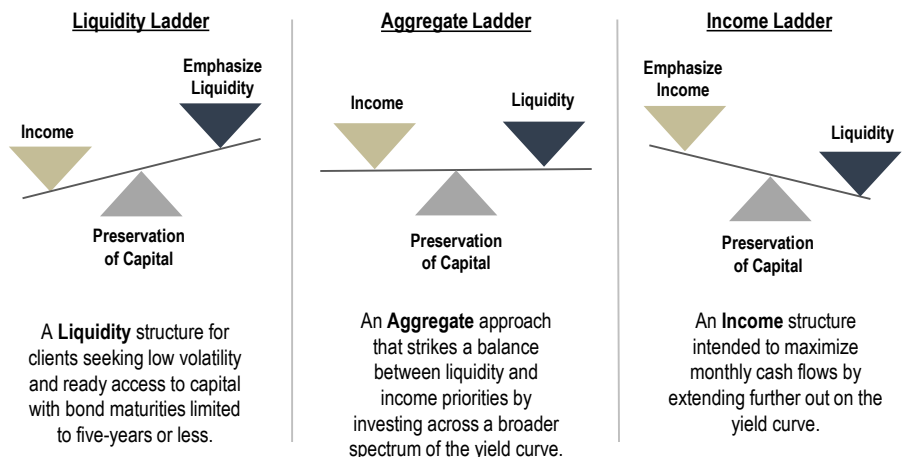 Liquidity Ladder
Emphasize
Liquidity
Income
Preservation
of Capital
A Liquidity structure for
clients seeking low volatility
and ready access to capital
with bond maturities limited
to five-years or less.
Aggregate Ladder
Income
Liquidity
Preservation
of Capital
An Aggregate approach
that strikes a balance
between liquidity and
income priorities by
investing across a broader
spectrum of the yield curve.
Income Ladder
Emphasize
Income
Liquidity
Preservation
of Capital
An Income structure
intended to maximize
monthly cash flows by
extending further out on the
yield curve.